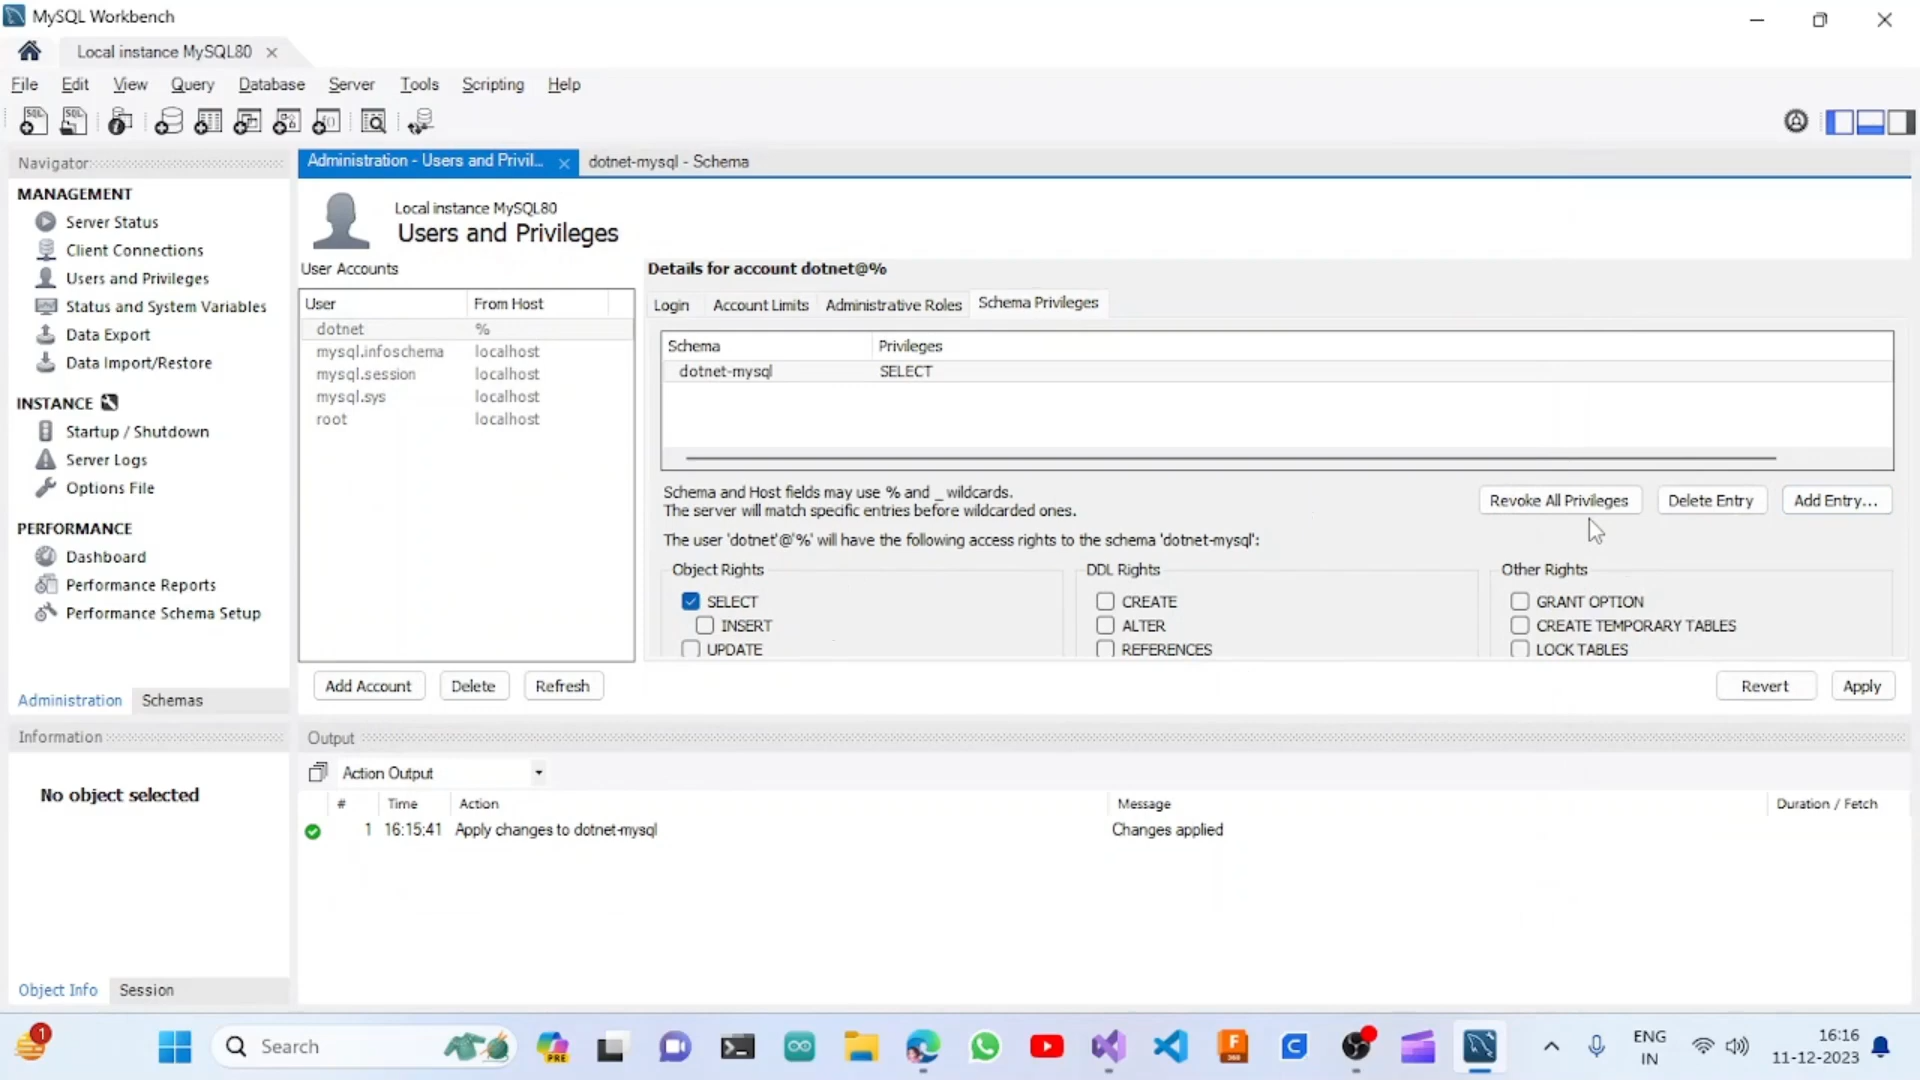 MySQL Workbench
Local instance MySQL80
File Edit View Query Database Server Tools Scripting Help
Navigator
MANAGEMENT
Server Status
Client Connections
Users and Privileges
Status and System Variables
Data Export
Data Import/Restore
INSTANCE
Startup / Shutdown
Server Logs
Options File
PERFORMANCE
Dashboard
Performance Reports
Performance Schema Setup
Administration Schemas
Information
No object selected
Object Info Session
Administration - Users and Privil... dotnet-mysql - Schema
Local instance MySQL80
Users and Privileges
User Accounts
User From Host
dotnet %
mysql.infoschema localhost
mysql.session localhost
mysql.sys localhost
root localhost
Add Account Delete Refresh
Details for account dotnet@%
Login Account Limits Administrative Roles Schema Privileges
Schema Privileges
dotnet-mysql SELECT
Schema and Host fields may use % and _ wildcards.
The server will match specific entries before wildcarded ones.
Revoke All Privileges Delete Entry Add Entry...
The user 'dotnet'@'%' will have the following access rights to the schema 'dotnet-mysql':
Object Rights DDL Rights Other Rights
SELECT CREATE GRANT OPTION
INSERT ALTER CREATE TEMPORARY TABLES
UPDATE REFERENCES LOCK TABLES
Revert Apply
Output
Action Output
# Time Action Message Duration / Fetch
1 16:15:41 Apply changes to dotnet-mysql Changes applied
1 Search PRE ENG 16:16
IN 11-12-2023